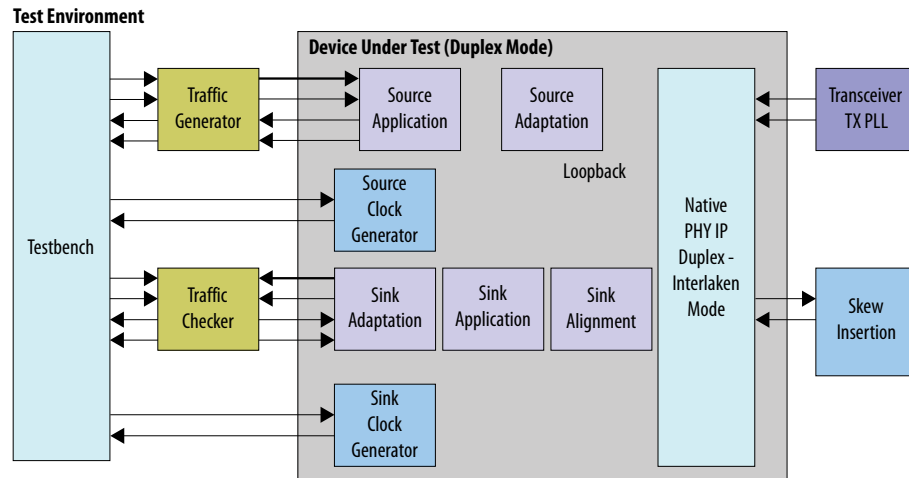 Test Environment
Device Under Test (Duplex Mode)
Testbench
Traffic
Generator
Source
Application
Source
Adaptation
Transceiver
TX PLL
Loopback
Source
Clock
Generator
Native
PHY IP
Duplex -
Interlaken
Mode
Traffic
Checker
Sink
Adaptation
Sink
Application
Sink
Alignment
Skew
Insertion
Sink
Clock
Generator